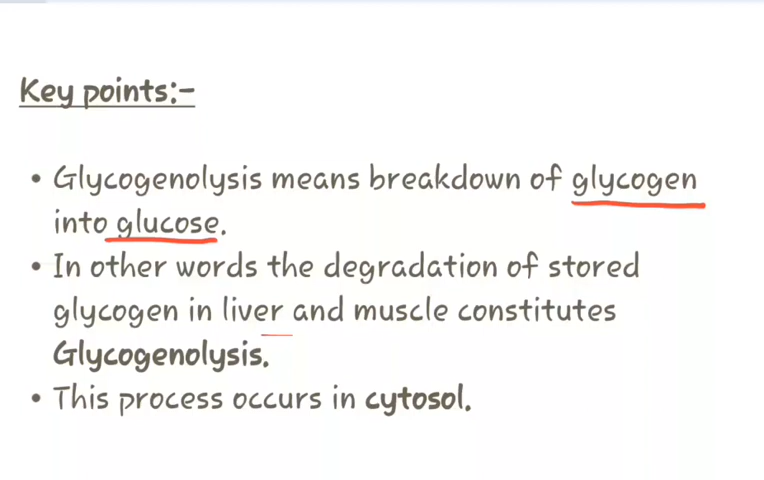 Key points:-
• Glycogenolysis means breakdown of glycogen
into glucose.
• In other words the degradation of stored
glycogen in liver and muscle constitutes
Glycogenolysis.
• This process occurs in cytosol.